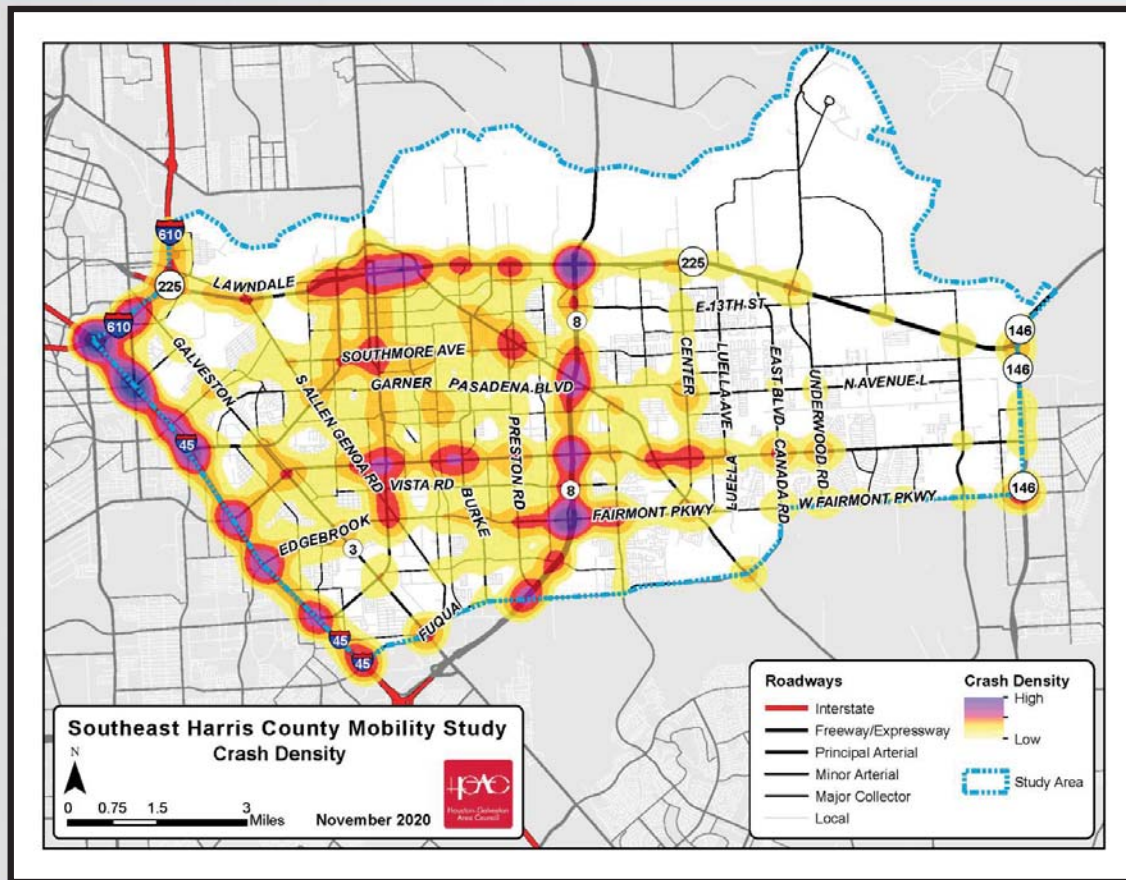 610
225
LAWNDALE
225
E 13TH ST
8
146
610
146
GALVESTON
SOUTHMORE AVE
S ALLEN GENOA RD
GARNER
PASADENA BLVD
CENTER
LUELLA AVE
EAST BLVD
UNDERWOOD RD
N AVENUE L
PRESTON RD
45
VISTA RD
BURKE
LUELLA
CANADA RD
8
146
FAIRMONT PKWY
W FAIRMONT PKWY
EDGEBROOK
3
FUQUA
45
45
Southeast Harris County Mobility Study
Crash Density
N
0 0.75 1.5 3
Miles
November 2020
H GAC
Houston-Galveston
Area Council
Roadways
Interstate
Freeway/Expressway
Principal Arterial
Minor Arterial
Major Collector
Local
Crash Density
High
Low
Study Area